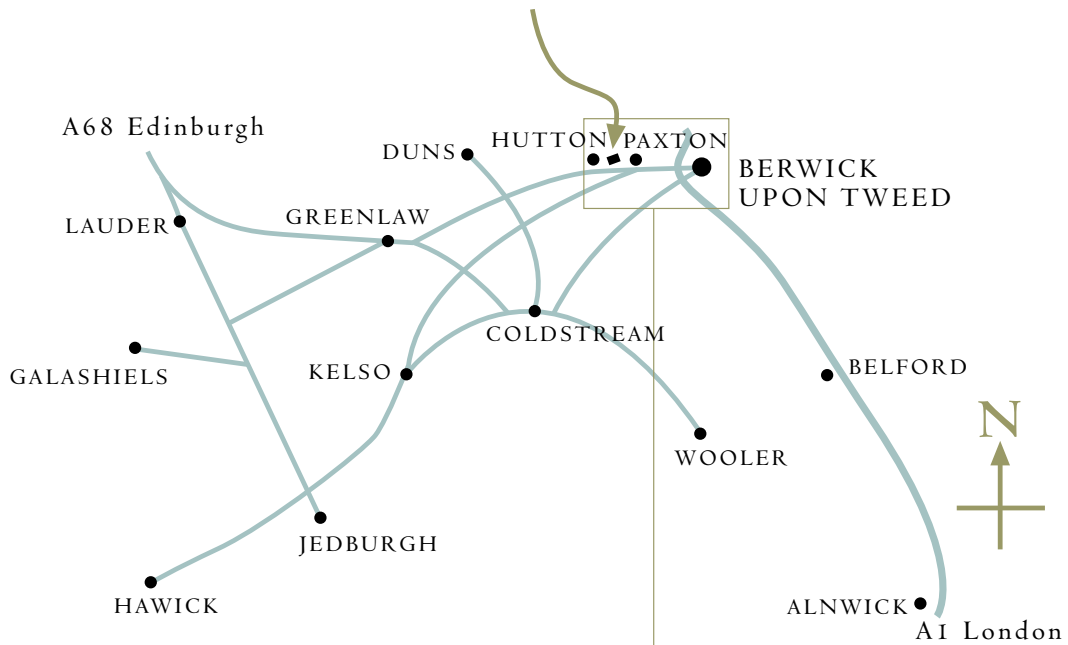 A68 Edinburgh
HUTTON
PAXTON
DUNS
BERWICK
UPON TWEED
GREENLAW
LAUDER
COLDSTREAM
BELFORD
KELSO
GALASHIELS
N
WOOLER
JEDBURGH
HAWICK
ALNWICK
A1 London